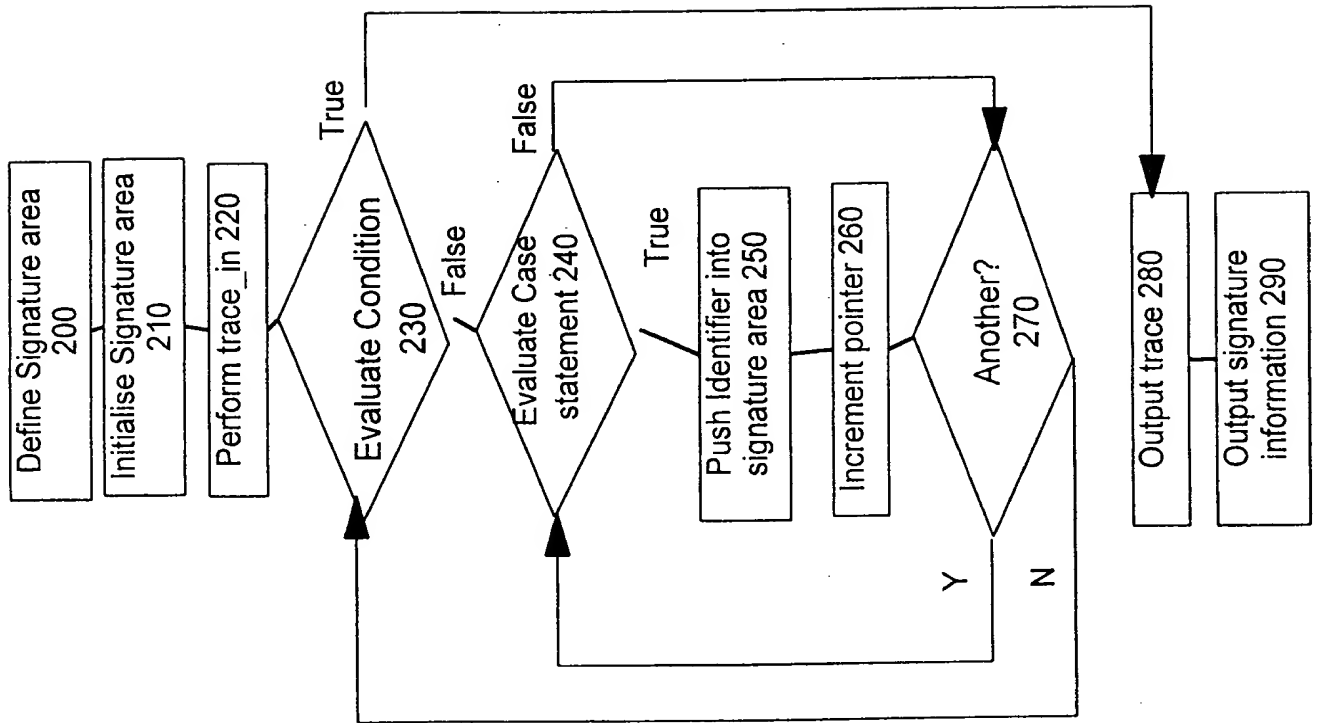 Define Signature area
200
Initialise Signature area
210
Perform trace_in 220
Evaluate Condition
230
True
False
Evaluate Case
statement 240
False
True
Push Identifier into
signature area 250
Increment pointer 260
Another?
270
Y
N
Output trace 280
Output signature
information 290